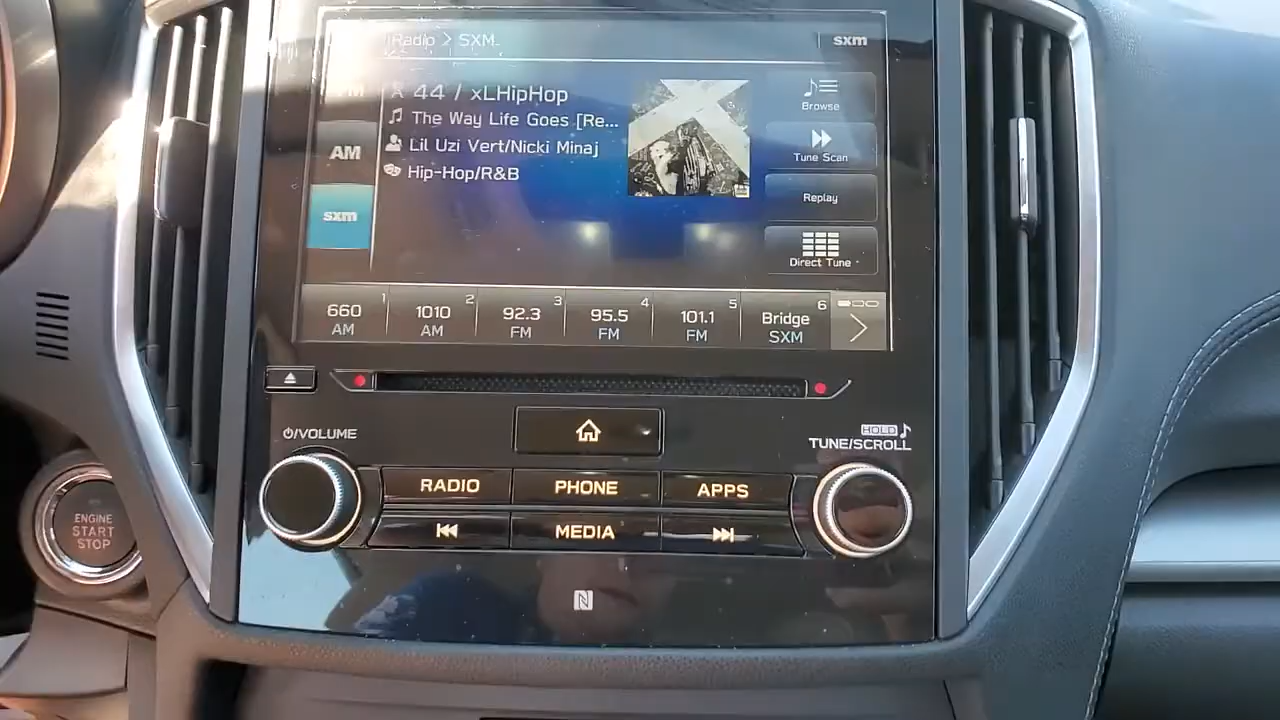 Radio > SXM
sxm
44 / xLHipHop
The Way Life Goes [Re...
Lil Uzi Vert/Nicki Minaj
Hip-Hop/R&B
AM
sxm
Browse
Tune Scan
Replay
Direct Tune
1 2 3 4 5 6
660 1010 92.3 95.5 101.1 Bridge
AM AM FM FM FM SXM
VOLUME
HOLD
TUNE/SCROLL
RADIO PHONE APPS
MEDIA
ENGINE
START
STOP
N